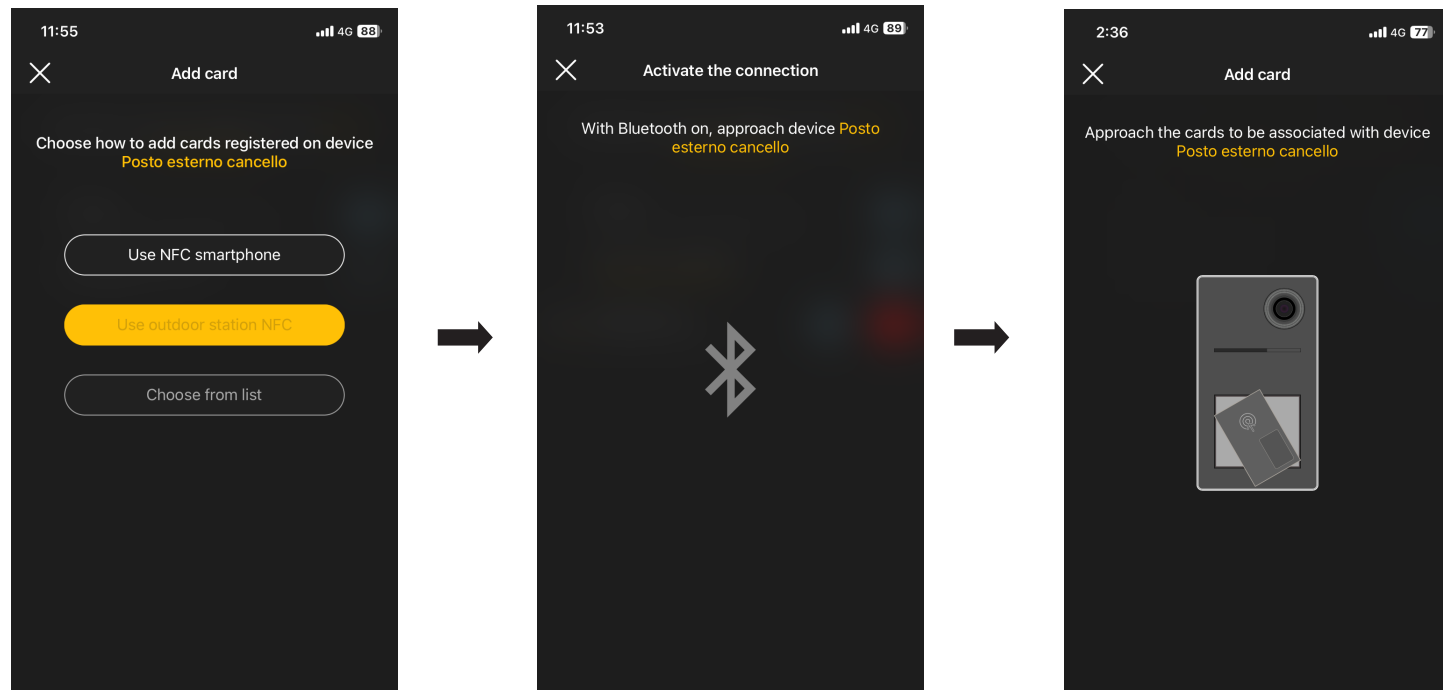 11:55
4G 88
Add card
Choose how to add cards registered on device
Posto esterno cancello
Use NFC smartphone
Use outdoor station NFC
Choose from list
11:53
4G 89
Activate the connection
With Bluetooth on, approach device Posto
esterno cancello
2:36
4G 77
Add card
Approach the cards to be associated with device
Posto esterno cancello